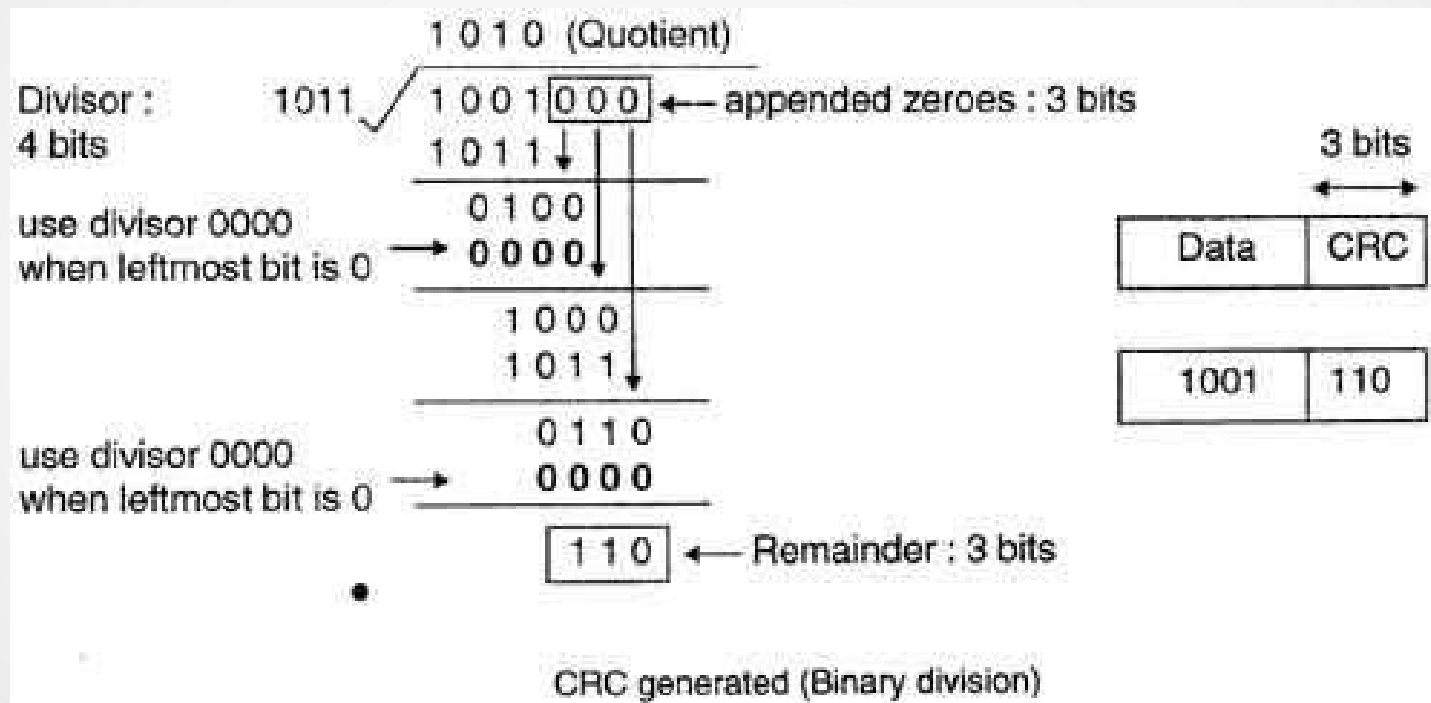 1 0 1 0 (Quotient)
Divisor : 1011 1 0 0 1 0 0 0 appended zeroes : 3 bits
4 bits
1 0 1 1
3 bits
0 1 0 0
use divisor 0000
when leftmost bit is 0
0 0 0 0
Data CRC
1 0 0 0
1 0 1 1
1001 110
0 1 1 0
use divisor 0000
when leftmost bit is 0
0 0 0 0
1 1 0 Remainder : 3 bits
CRC generated (Binary division)